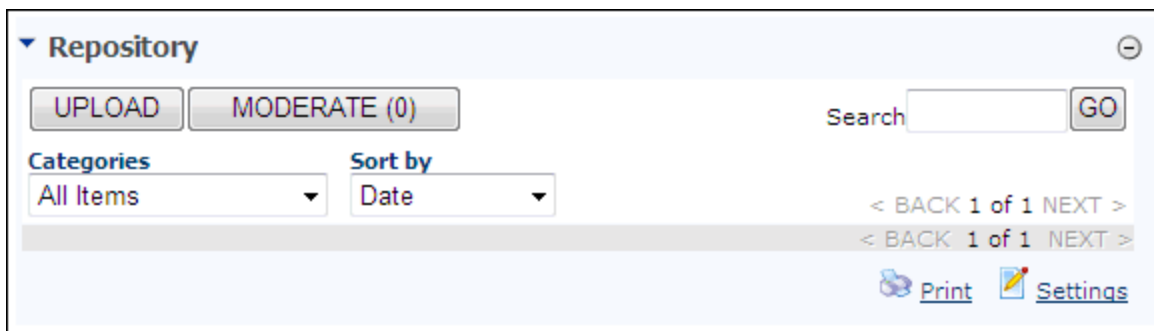 Repository
UPLOAD MODERATE (0) Search GO
Categories Sort by
All Items Date
< BACK 1 of 1 NEXT >
< BACK 1 of 1 NEXT >
Print Settings